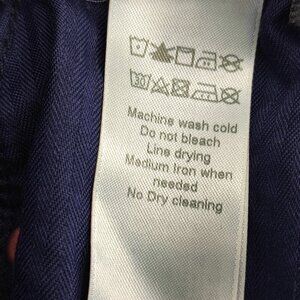 Machine wash cold
Do not bleach
Line drying
Medium Iron when
needed
No Dry cleaning